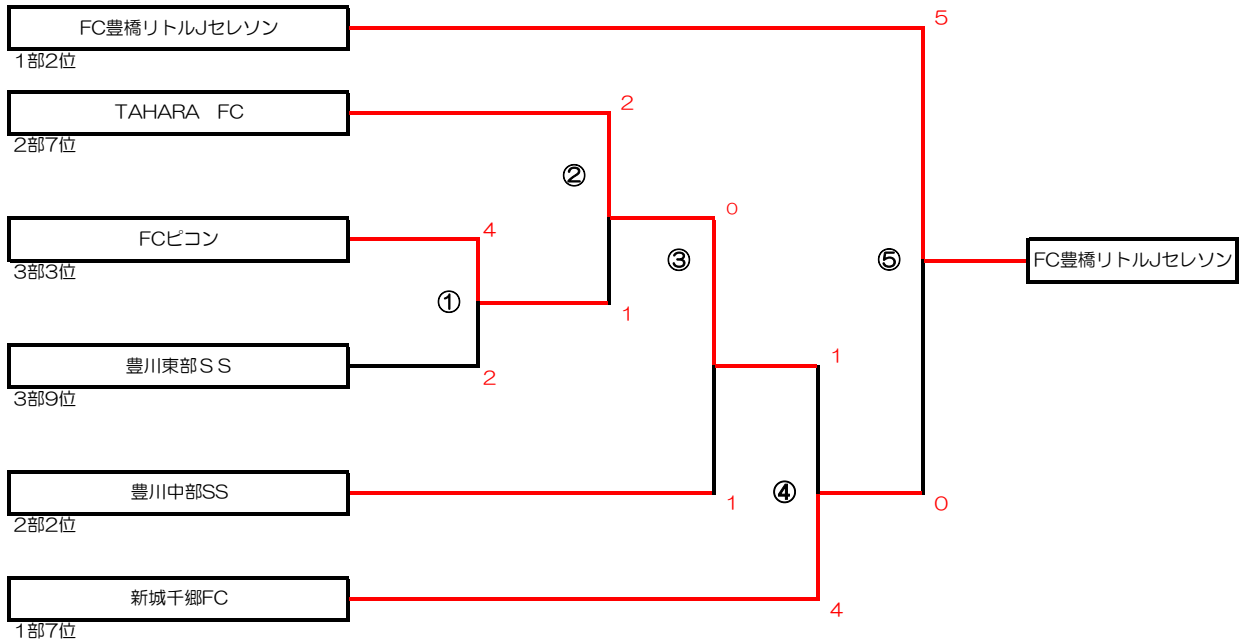 FC豊橋リトルJセレソン
5
1部2位
TAHARA　FC
2
2部7位
②
0
FCピコン
4
3部3位
③
⑤
FC豊橋リトルJセレソン
①
1
豊川東部ＳＳ
2
1
3部9位
豊川中部SS
1
④
0
2部2位
新城千郷FC
4
1部7位